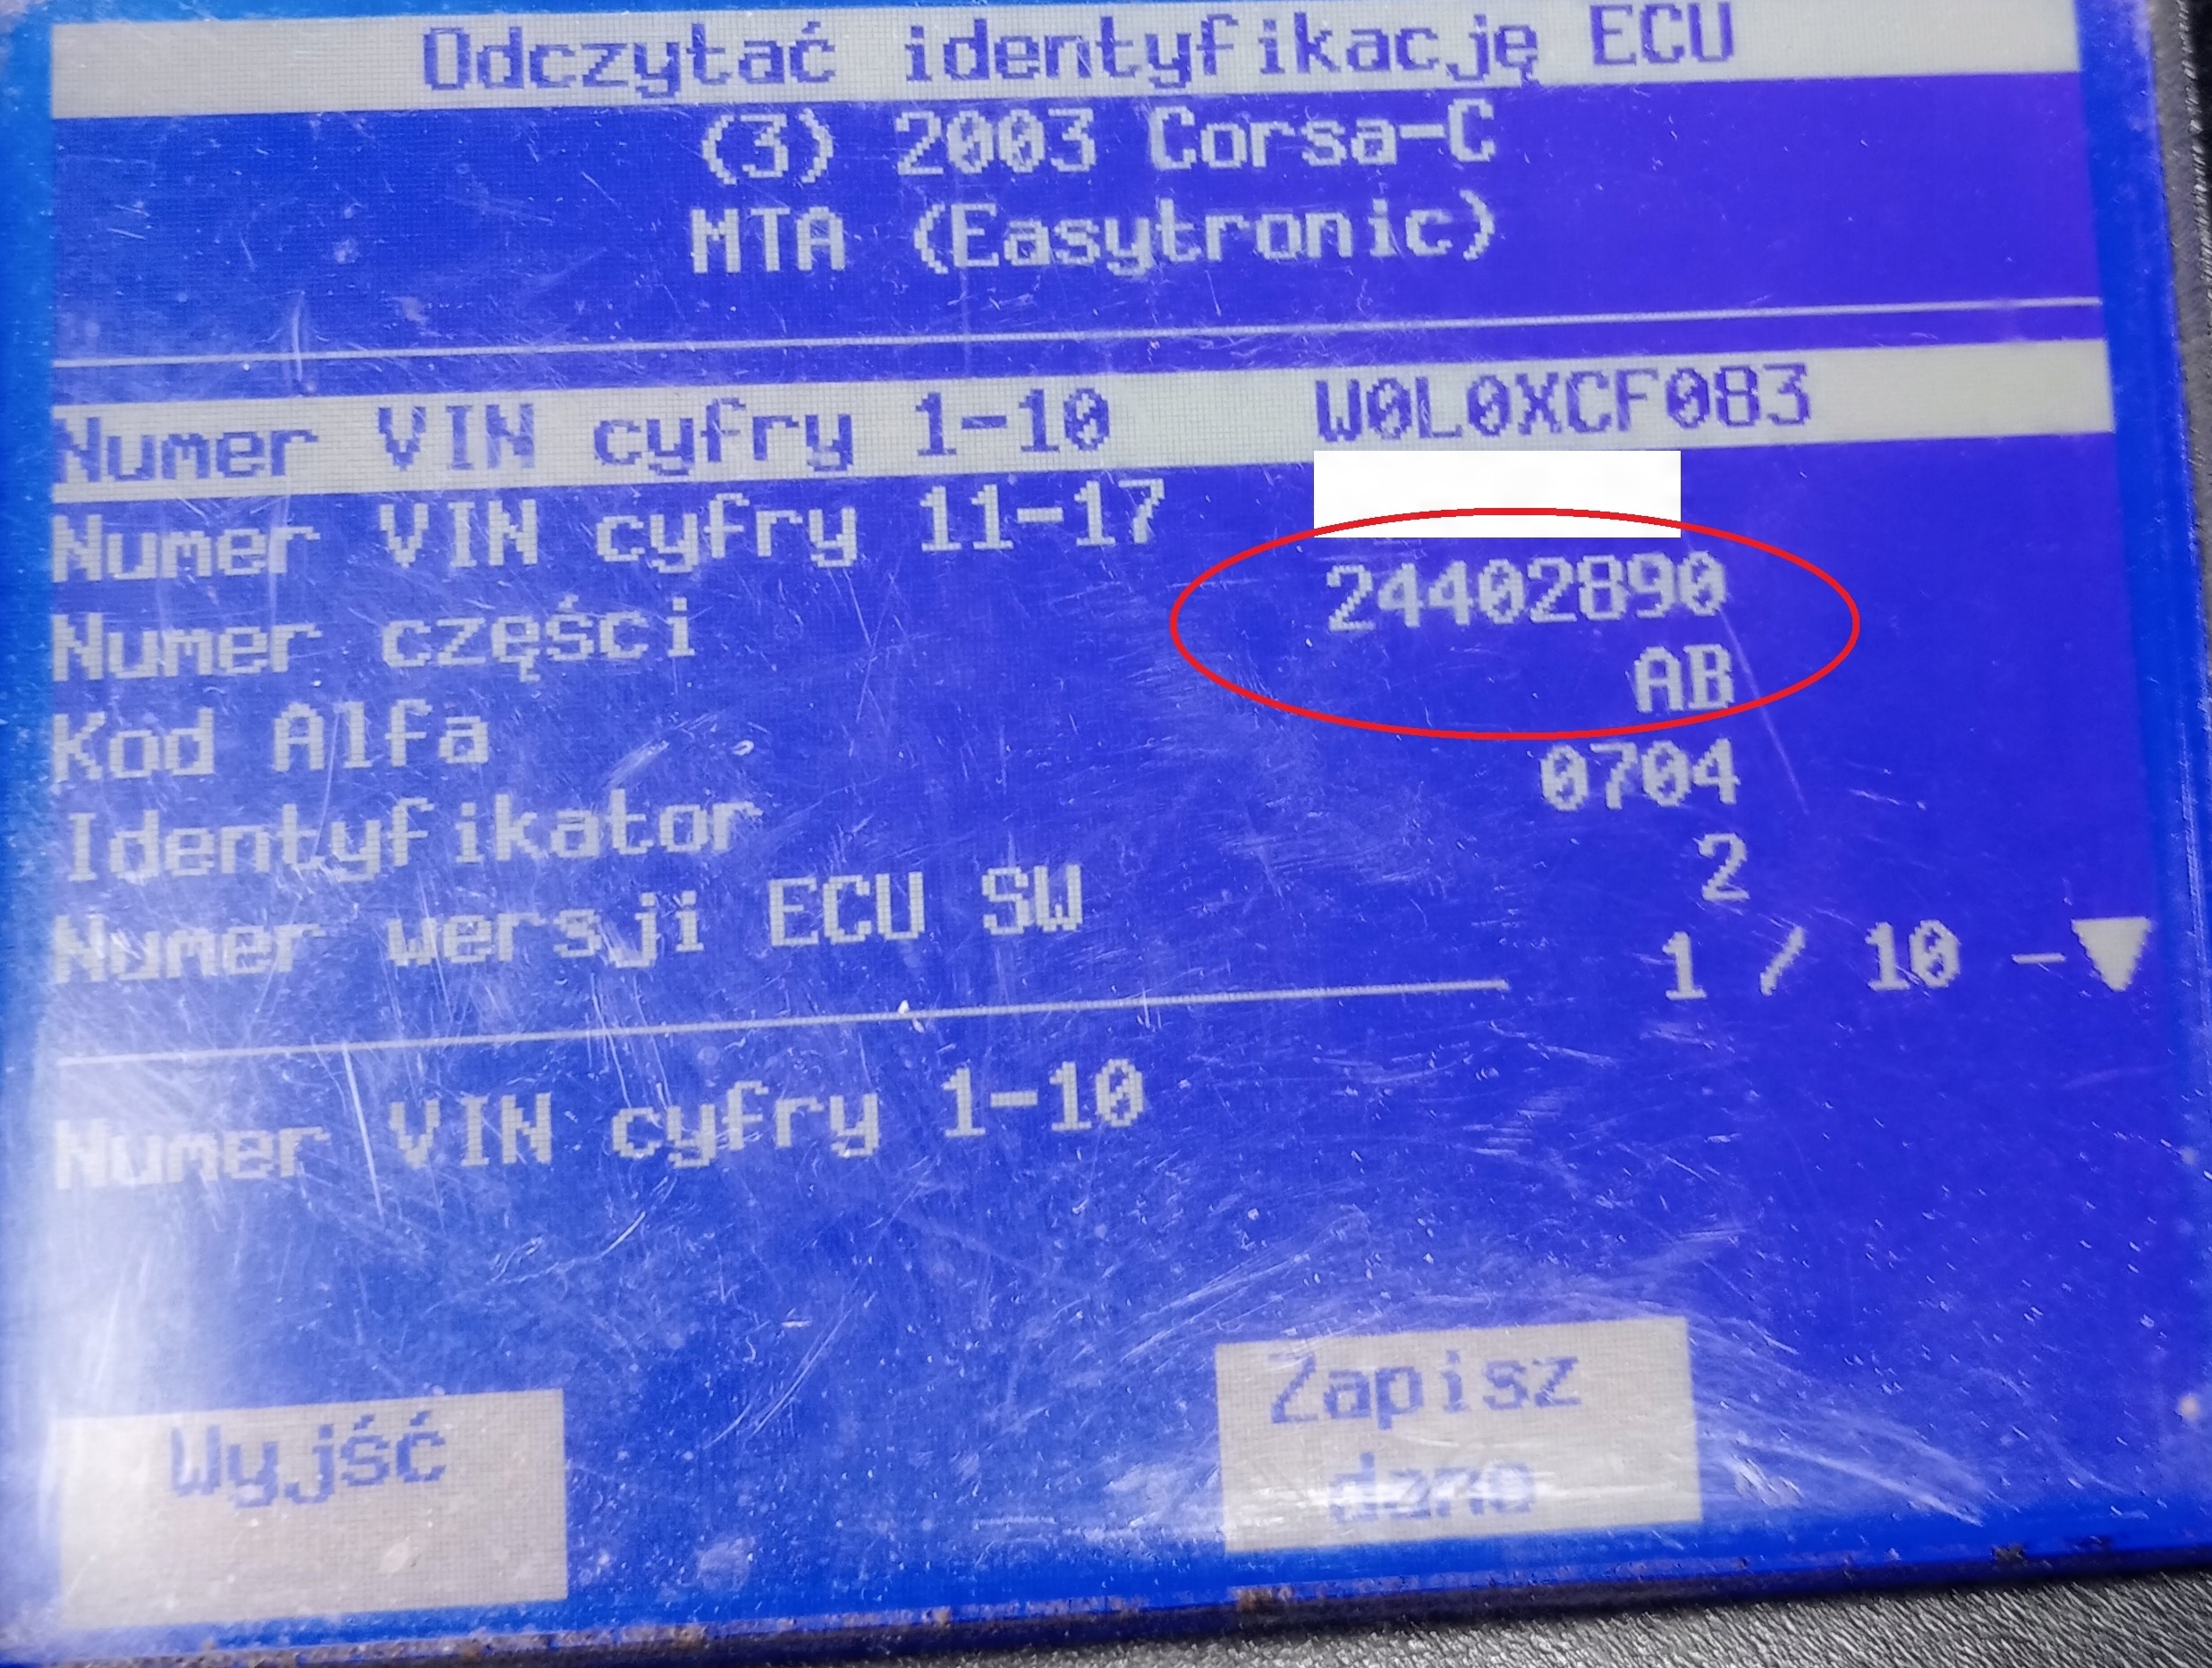 Odczytać identyfikację ECU
(3) 2003 Corsa-C
MTA (Easytronic)
Numer VIN cyfry 1-10 W0L0XCF083
Numer VIN cyfry 11-17
Numer części 24402890
Kod Alfa AB
Identyfikator 0704
Numer wersji ECU SW 2
1 / 10 -▼
Numer VIN cyfry 1-10
Wyjść
Zapisz
dane